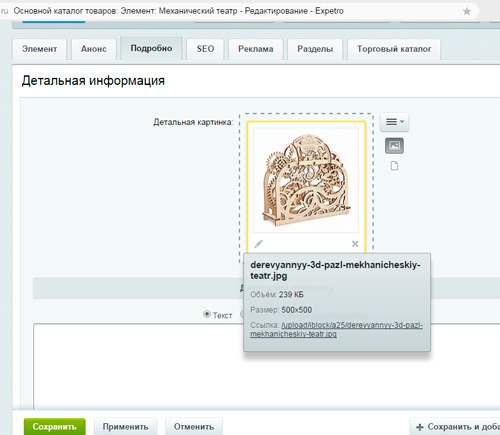 ru Основной каталог товаров: Элемент: Механический театр - Редактирование - Expetro
Элемент Анонс Подробно SEO Реклама Разделы Торговый каталог
Детальная информация
Детальная картинка:
derevyannyy-3d-pazl-mekhanicheskiy-
teatr.jpg
Объём: 239 КБ
Размер: 500x500
Ссылка: /upload/iblock/a25/derevyannyy-3d-pazl-
mekhanicheskiy-teatr.jpg
Текст
Сохранить Применить Отменить Сохранить и доба